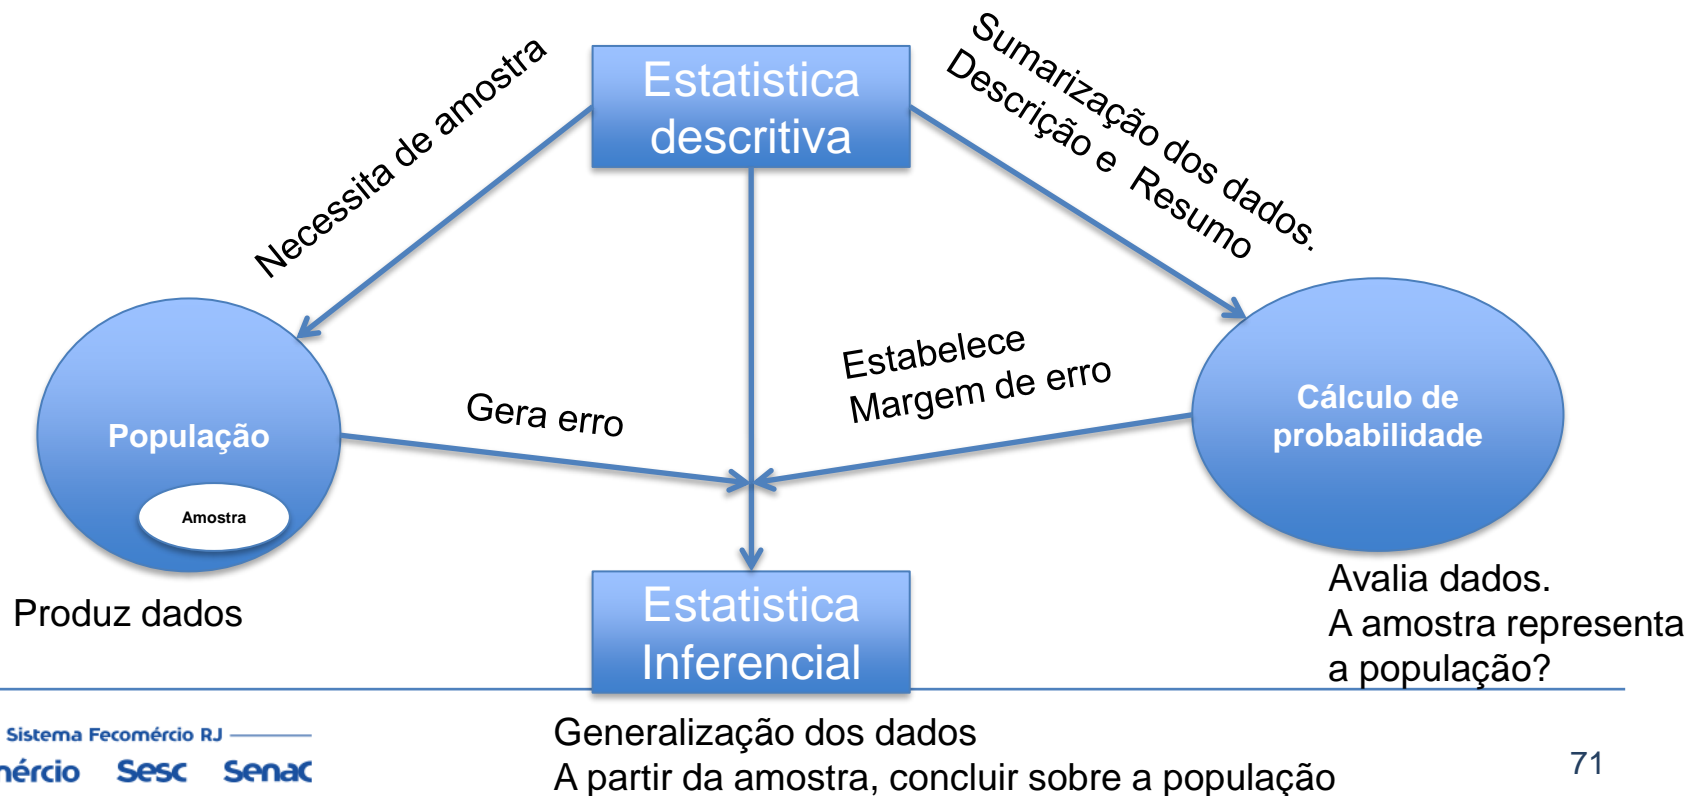 Estatistica
descritiva
Necessita de amostra
Sumarização dos dados.
Descrição e Resumo
Gera erro
Estabelece
Margem de erro
População
Amostra
Cálculo de
probabilidade
Produz dados
Estatistica
Inferencial
Avalia dados.
A amostra representa
a população?
Generalização dos dados
A partir da amostra, concluir sobre a população
Sistema Fecomércio RJ
mércio Sesc Senac
71